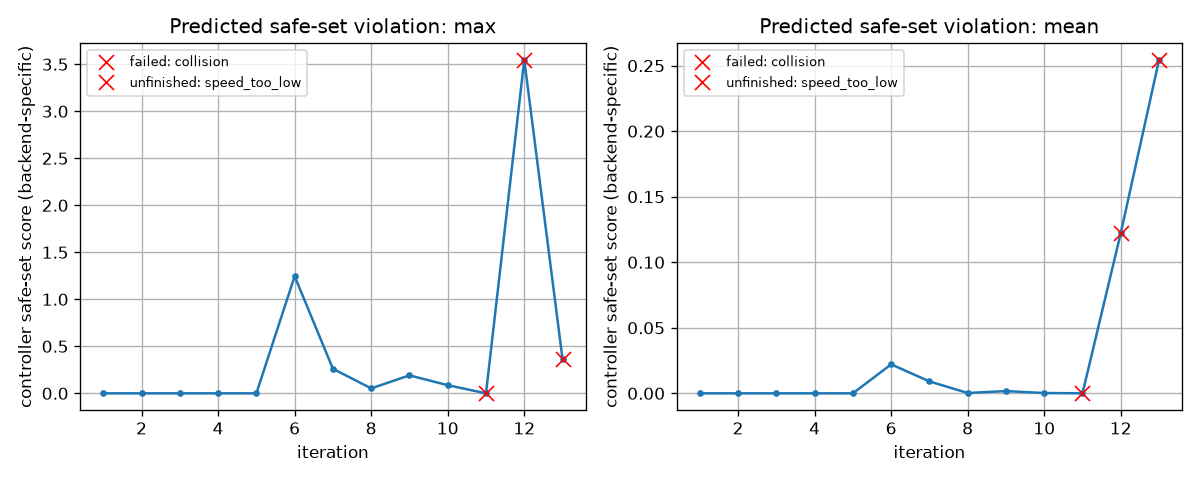 Predicted safe-set violation: max
controller safe-set score (backend-specific)
failed: collision
unfinished: speed_too_low
3.5
3.0
2.5
2.0
1.5
1.0
0.5
0.0
2 4 6 8 10 12
iteration
Predicted safe-set violation: mean
controller safe-set score (backend-specific)
failed: collision
unfinished: speed_too_low
0.25
0.20
0.15
0.10
0.05
0.00
2 4 6 8 10 12
iteration